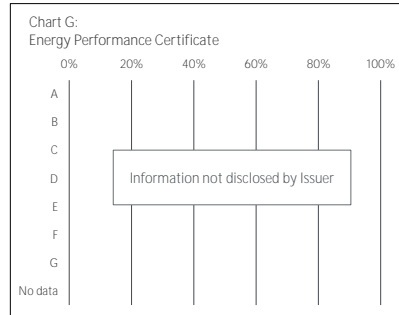 Chart G:
Energy Performance Certificate
0% 20% 40% 60% 80% 100%
A
B
C
Information not disclosed by Issuer
D
E
F
G
No data